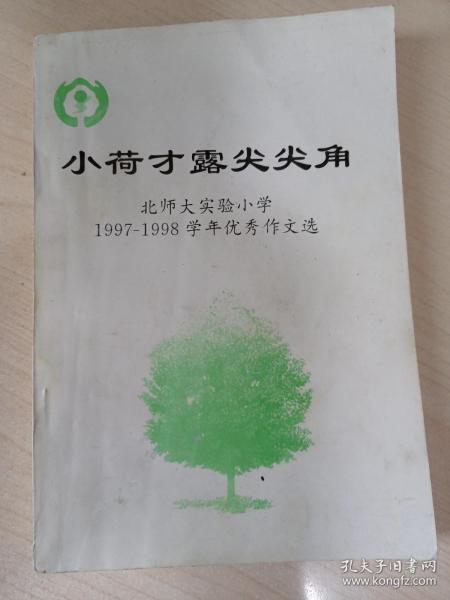 小荷才露尖尖角
北师大实验小学
1997-1998 学年优秀作文选
孔夫子旧书网
www.kongfz.com